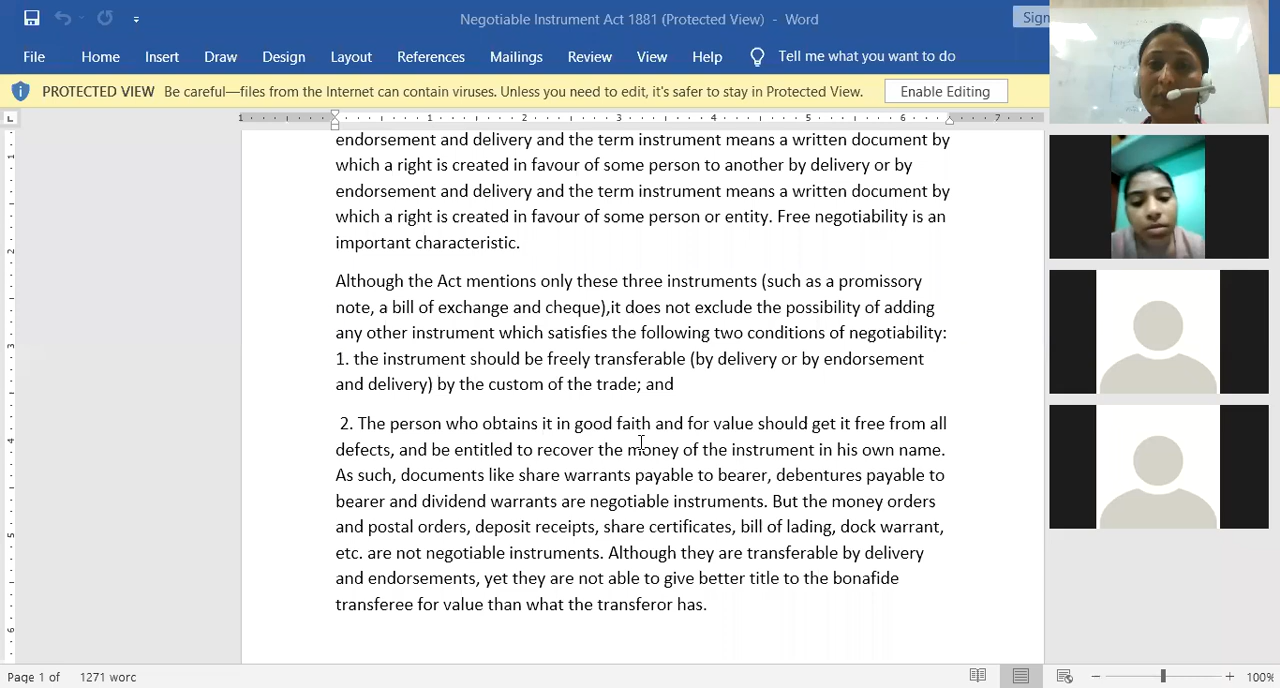 Negotiable Instrument Act 1881 (Protected View) - Word
Sign
File Home Insert Draw Design Layout References Mailings Review View Help Tell me what you want to do
PROTECTED VIEW Be careful—files from the Internet can contain viruses. Unless you need to edit, it's safer to stay in Protected View. Enable Editing
1 1 2 3 4 5 6 7
endorsement and delivery and the term instrument means a written document by
which a right is created in favour of some person to another by delivery or by
endorsement and delivery and the term instrument means a written document by
which a right is created in favour of some person or entity. Free negotiability is an
important characteristic.
Although the Act mentions only these three instruments (such as a promissory
note, a bill of exchange and cheque),it does not exclude the possibility of adding
any other instrument which satisfies the following two conditions of negotiability:
1. the instrument should be freely transferable (by delivery or by endorsement
and delivery) by the custom of the trade; and
2. The person who obtains it in good faith and for value should get it free from all
defects, and be entitled to recover the money of the instrument in his own name.
As such, documents like share warrants payable to bearer, debentures payable to
bearer and dividend warrants are negotiable instruments. But the money orders
and postal orders, deposit receipts, share certificates, bill of lading, dock warrant,
etc. are not negotiable instruments. Although they are transferable by delivery
and endorsements, yet they are not able to give better title to the bonafide
transferee for value than what the transferor has.
Page 1 of 1271 worc
100%